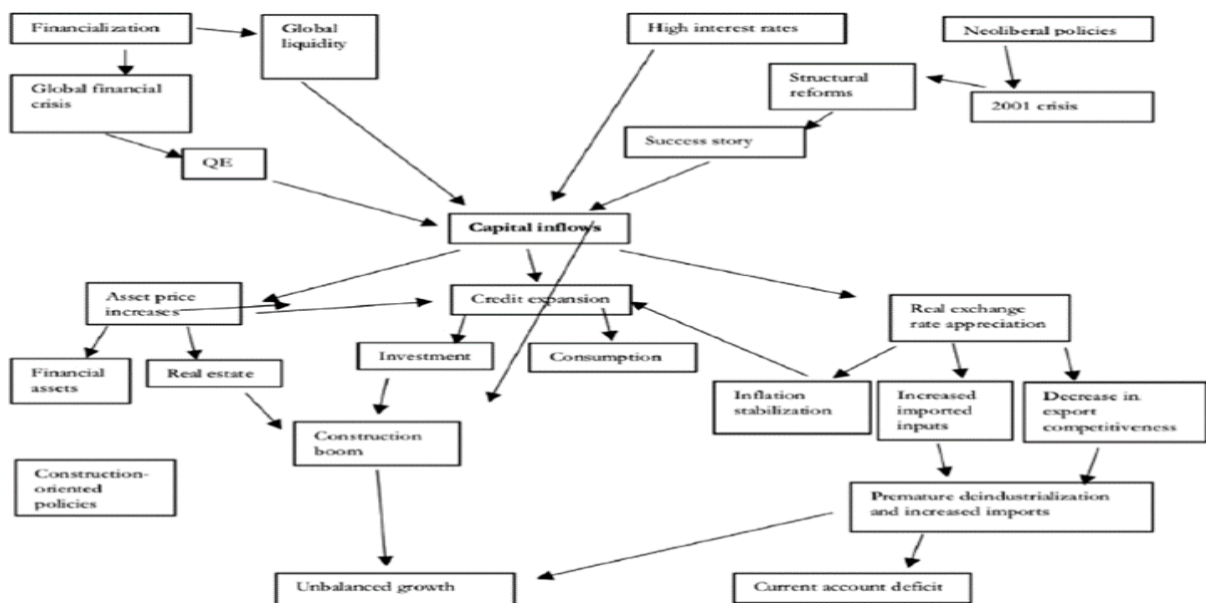 Financialization
Global
liquidity
High interest rates
Neoliberal policies
Global financial
crisis
Structural
reforms
2001 crisis
Success story
QE
Capital inflows
Asset price
increases
Credit expansion
Real exchange
rate appreciation
Financial
assets
Real estate
Investment
Consumption
Inflation
stabilization
Increased
imported
inputs
Decrease in
export
competitiveness
Construction
boom
Construction-
oriented
policies
Premature deindustrialization
and increased imports
Unbalanced growth
Current account deficit